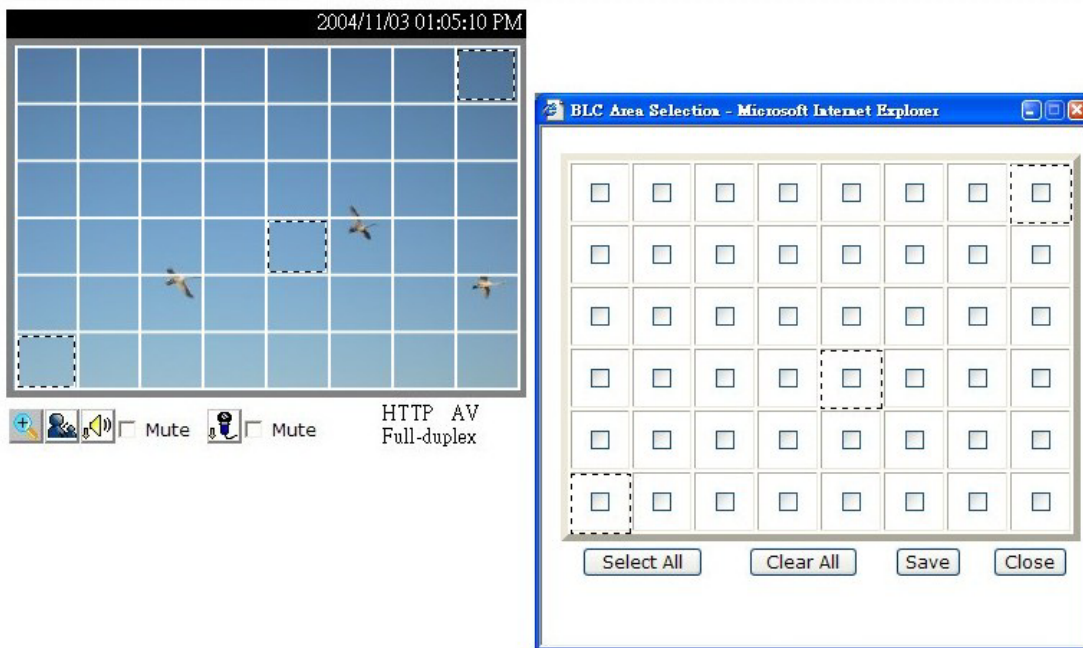 2004/11/03 01:05:10 PM
Mute
Mute
HTTP AV
Full-duplex
BLC Area Selection - Microsoft Internet Explorer
Select All
Clear All
Save
Close